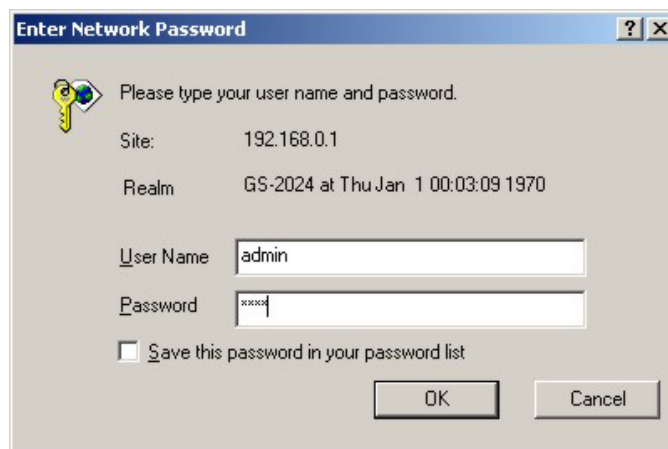 Enter Network Password
Please type your user name and password.
Site: 192.168.0.1
Realm GS-2024 at Thu Jan 1 00:03:09 1970
User Name admin
Password ****
Save this password in your password list
OK Cancel